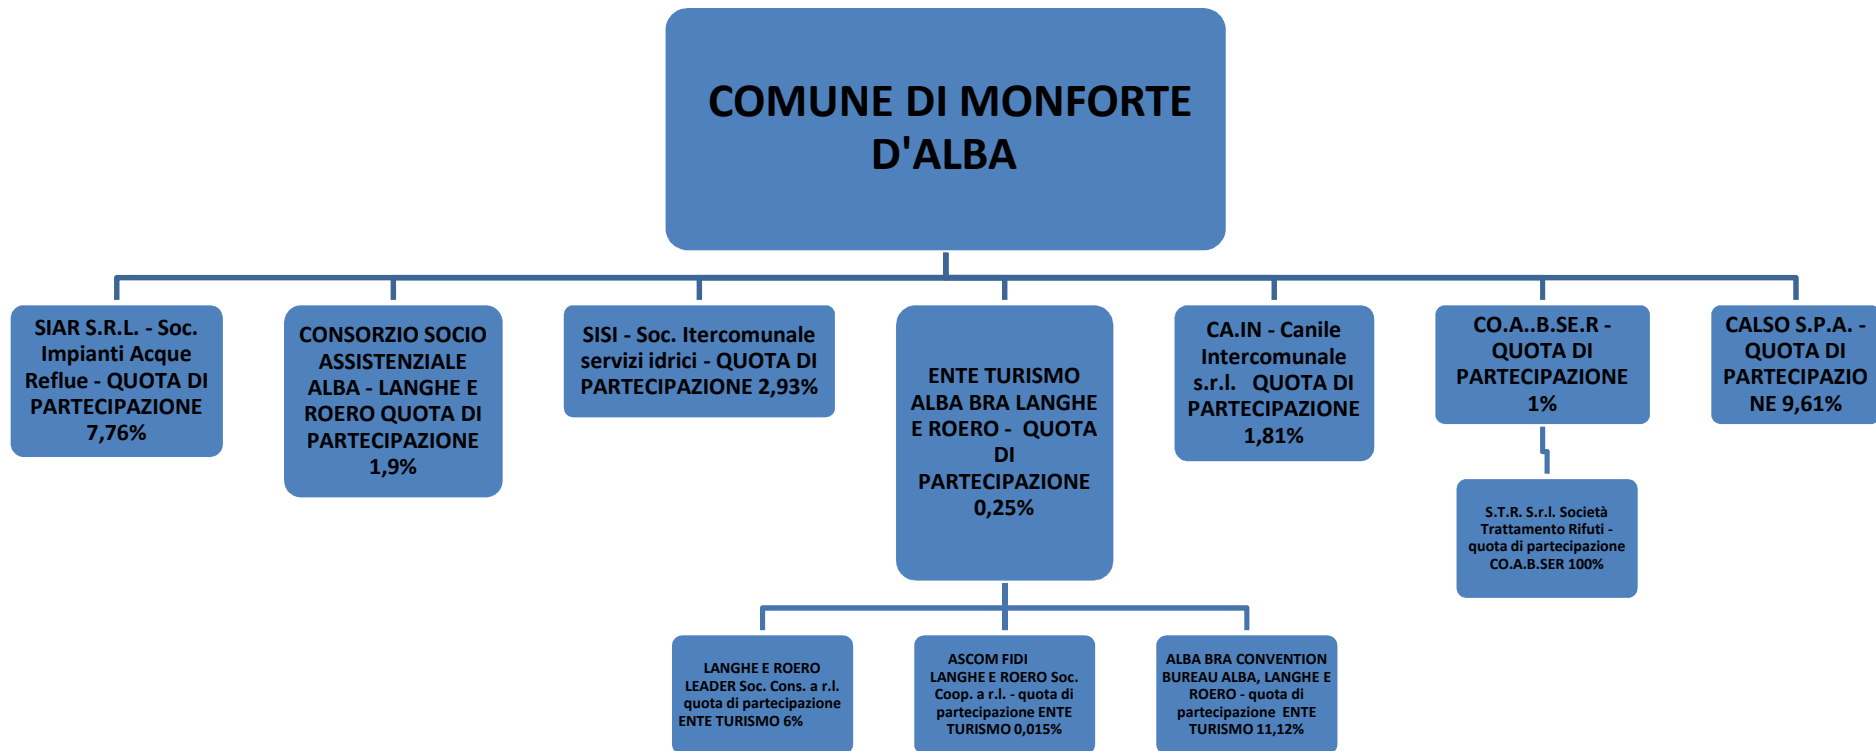 COMUNE DI MONFORTE
D'ALBA
SIAR S.R.L. - Soc.
Impianti Acque
Reflue - QUOTA DI
PARTECIPAZIONE
7,76%
CONSORZIO SOCIO
ASSISTENZIALE
ALBA - LANGHE E
ROERO QUOTA DI
PARTECIPAZIONE
1,9%
SISI - Soc. Itercomunale
servizi idrici - QUOTA DI
PARTECIPAZIONE 2,93%
ENTE TURISMO
ALBA BRA LANGHE
E ROERO - QUOTA
DI
PARTECIPAZIONE
0,25%
CA.IN - Canile
Intercomunale
s.r.l. QUOTA DI
PARTECIPAZIONE
1,81%
CO.A..B.SE.R -
QUOTA DI
PARTECIPAZIONE
1%
CALSO S.P.A. -
QUOTA DI
PARTECIPAZIO
NE 9,61%
S.T.R. S.r.l. Società
Trattamento Rifuti -
quota di partecipazione
CO.A.B.SER 100%
LANGHE E ROERO
LEADER Soc. Cons. a r.l.
quota di partecipazione
ENTE TURISMO 6%
ASCOM FIDI
LANGHE E ROERO Soc.
Coop. a r.l. - quota di
partecipazione ENTE
TURISMO 0,015%
ALBA BRA CONVENTION
BUREAU ALBA, LANGHE E
ROERO - quota di
partecipazione ENTE
TURISMO 11,12%